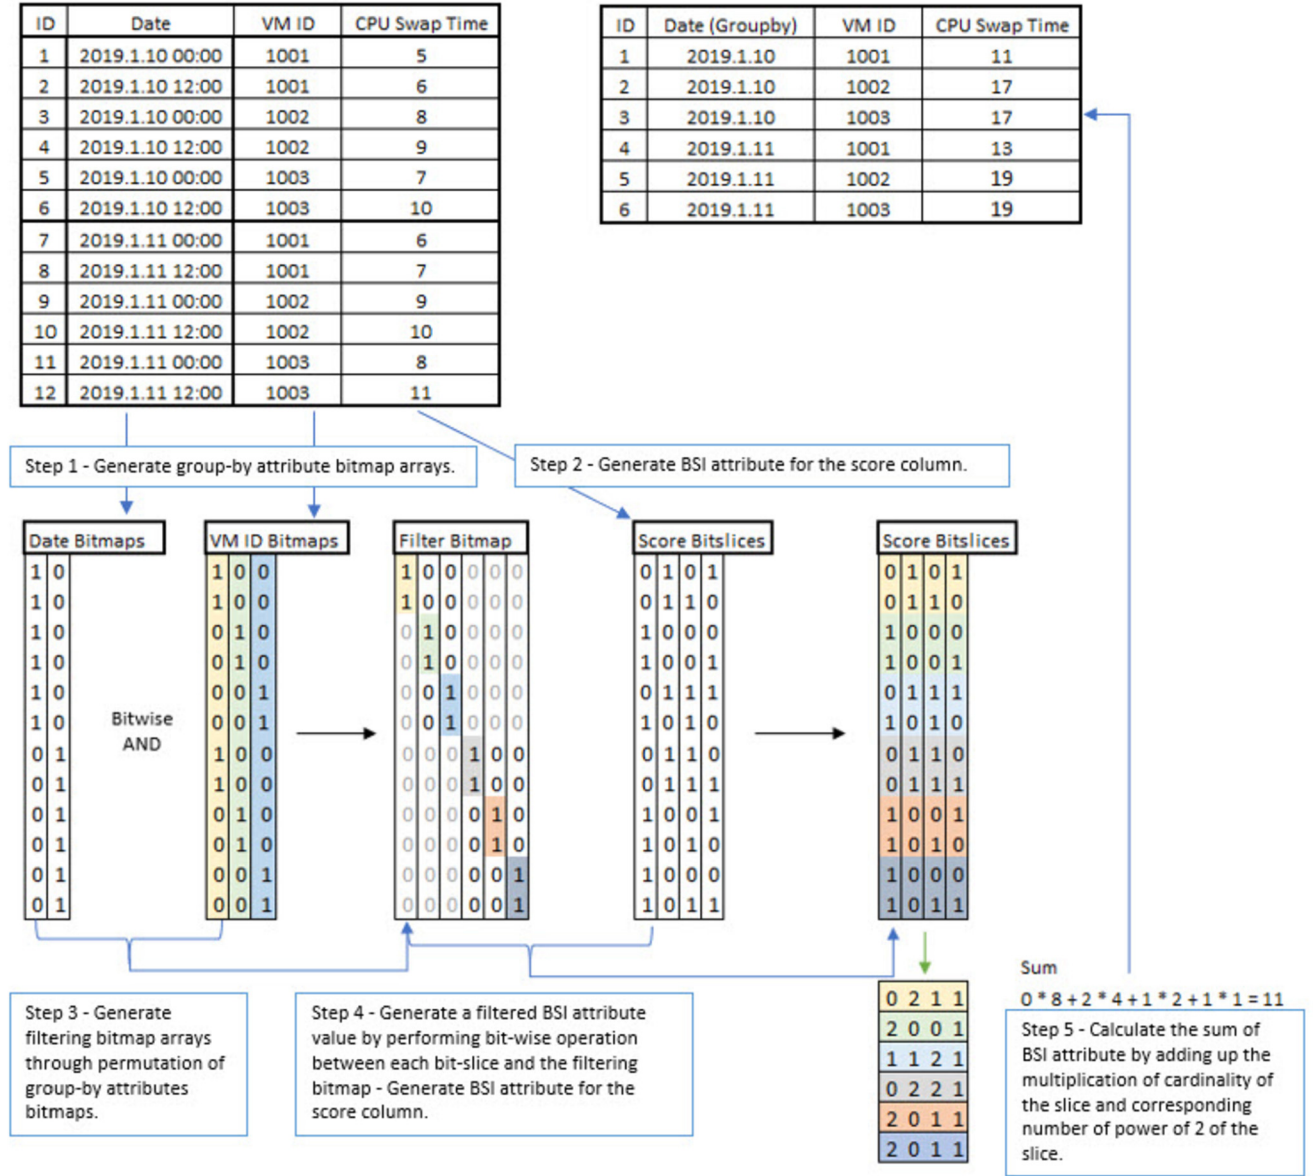 ID Date VM ID CPU Swap Time
1 2019.1.10 00:00 1001 5
2 2019.1.10 12:00 1001 6
3 2019.1.10 00:00 1002 8
4 2019.1.10 12:00 1002 9
5 2019.1.10 00:00 1003 7
6 2019.1.10 12:00 1003 10
7 2019.1.11 00:00 1001 6
8 2019.1.11 12:00 1001 7
9 2019.1.11 00:00 1002 9
10 2019.1.11 12:00 1002 10
11 2019.1.11 00:00 1003 8
12 2019.1.11 12:00 1003 11
ID Date (Groupby) VM ID CPU Swap Time
1 2019.1.10 1001 11
2 2019.1.10 1002 17
3 2019.1.10 1003 17
4 2019.1.11 1001 13
5 2019.1.11 1002 19
6 2019.1.11 1003 19
Step 1 - Generate group-by attribute bitmap arrays.
Step 2 - Generate BSI attribute for the score column.
Date Bitmaps
1 0
1 0
1 0
1 0
1 0
1 0
0 1
0 1
0 1
0 1
0 1
0 1
Bitwise
AND
VM ID Bitmaps
1 0 0
1 0 0
0 1 0
0 1 0
0 0 1
0 0 1
1 0 0
1 0 0
0 1 0
0 1 0
0 0 1
0 0 1
Filter Bitmap
1 0 0 0 0 0
1 0 0 0 0 0
0 1 0 0 0 0
0 1 0 0 0 0
0 0 1 0 0 0
0 0 1 0 0 0
0 0 0 1 0 0
0 0 0 1 0 0
0 0 0 0 1 0
0 0 0 0 1 0
0 0 0 0 0 1
0 0 0 0 0 1
Score Bitslices
0 1 0 1
0 1 1 0
1 0 0 0
1 0 0 1
0 1 1 1
1 0 1 0
0 1 1 0
0 1 1 1
1 0 0 1
1 0 1 0
1 0 0 0
1 0 1 1
Score Bitslices
0 1 0 1
0 1 1 0
1 0 0 0
1 0 0 1
0 1 1 1
1 0 1 0
0 1 1 0
0 1 1 1
1 0 0 1
1 0 1 0
1 0 0 0
1 0 1 1
Step 3 - Generate
filtering bitmap arrays
through permutation of
group-by attributes
bitmaps.
Step 4 - Generate a filtered BSI attribute
value by performing bit-wise operation
between each bit-slice and the filtering
bitmap - Generate BSI attribute for the
score column.
0 2 1 1
2 0 0 1
1 1 2 1
0 2 2 1
2 0 1 1
2 0 1 1
Sum
0 * 8 + 2 * 4 + 1 * 2 + 1 * 1 = 11
Step 5 - Calculate the sum of
BSI attribute by adding up the
multiplication of cardinality of
the slice and corresponding
number of power of 2 of the
slice.